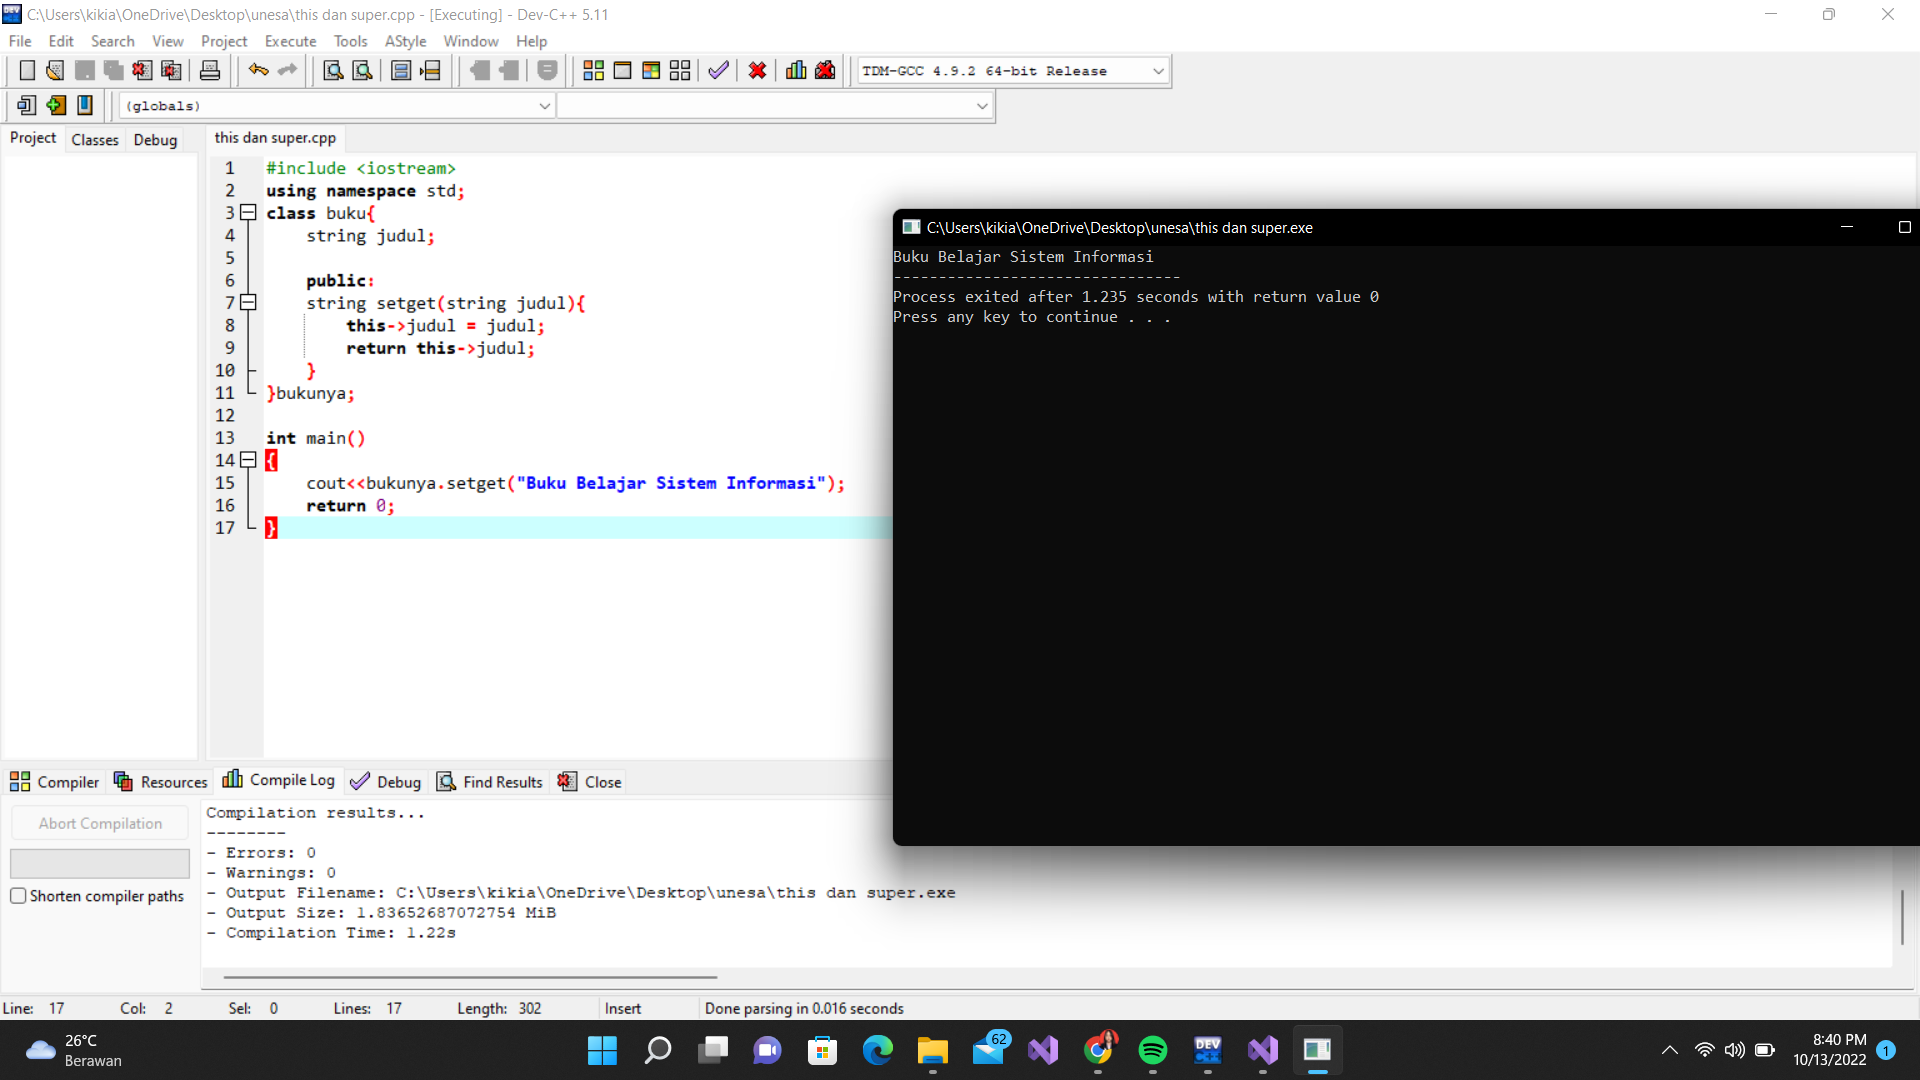 C:\Users\kikia\OneDrive\Desktop\unesa\this dan super.cpp - [Executing] - Dev-C++ 5.11
File Edit Search View Project Execute Tools AStyle Window Help
TDM-GCC 4.9.2 64-bit Release
(globals)
Project Classes Debug
this dan super.cpp
1 #include <iostream>
2 using namespace std;
3 class buku{
4 string judul;
5
6 public:
7 string setget(string judul){
8 this->judul = judul;
9 return this->judul;
10 }
11 }bukunya;
12
13 int main()
14 {
15 cout<<bukunya.setget("Buku Belajar Sistem Informasi");
16 return 0;
17 }
C:\Users\kikia\OneDrive\Desktop\unesa\this dan super.exe
Buku Belajar Sistem Informasi
--------------------------------
Process exited after 1.235 seconds with return value 0
Press any key to continue . . .
Compiler Resources Compile Log Debug Find Results Close
Abort Compilation
Shorten compiler paths
Compilation results...
--------
- Errors: 0
- Warnings: 0
- Output Filename: C:\Users\kikia\OneDrive\Desktop\unesa\this dan super.exe
- Output Size: 1.83652687072754 MiB
- Compilation Time: 1.22s
Line: 17 Col: 2 Sel: 0 Lines: 17 Length: 302 Insert Done parsing in 0.016 seconds
26°C
Berawan
62
DEV
C++
8:40 PM
10/13/2022
1